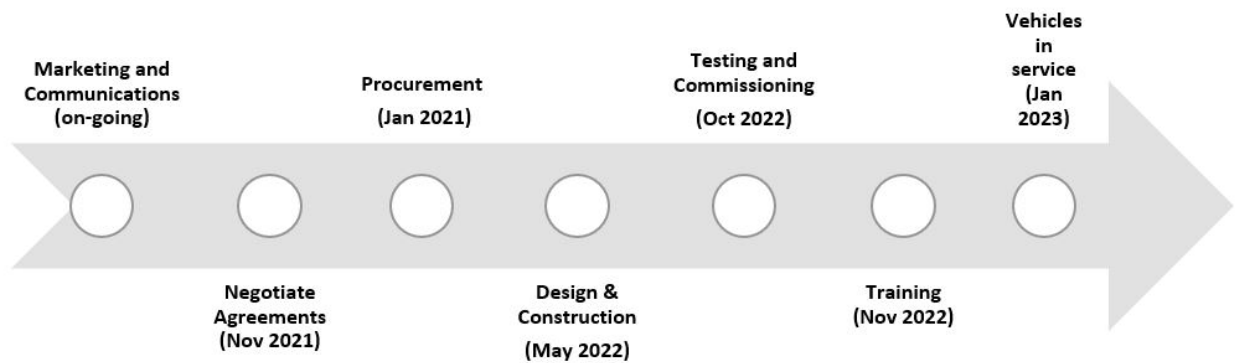 Marketing and
Communications
(on-going)
Negotiate
Agreements
(Nov 2021)
Procurement
(Jan 2021)
Design &
Construction
(May 2022)
Testing and
Commissioning
(Oct 2022)
Training
(Nov 2022)
Vehicles
in
service
(Jan
2023)